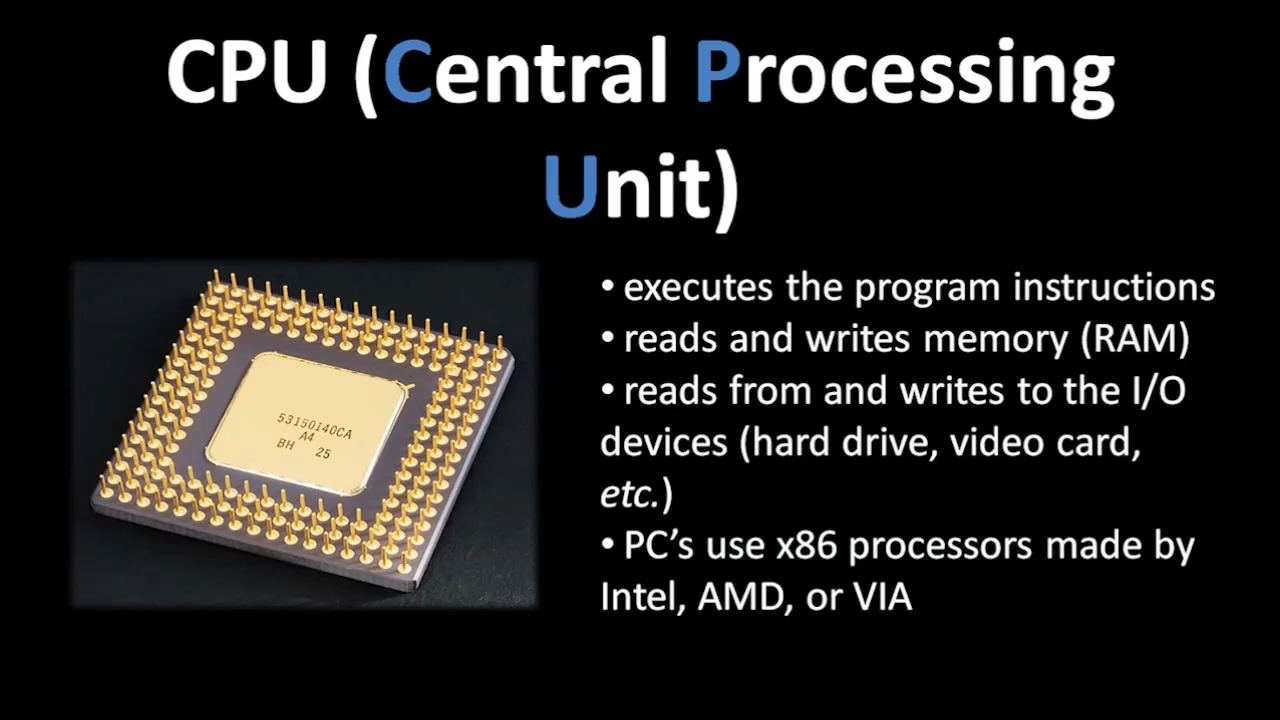 CPU (Central Processing
Unit)
53150140CA
A4
BH 25
• executes the program instructions
• reads and writes memory (RAM)
• reads from and writes to the I/O
devices (hard drive, video card,
etc.)
• PC’s use x86 processors made by
Intel, AMD, or VIA